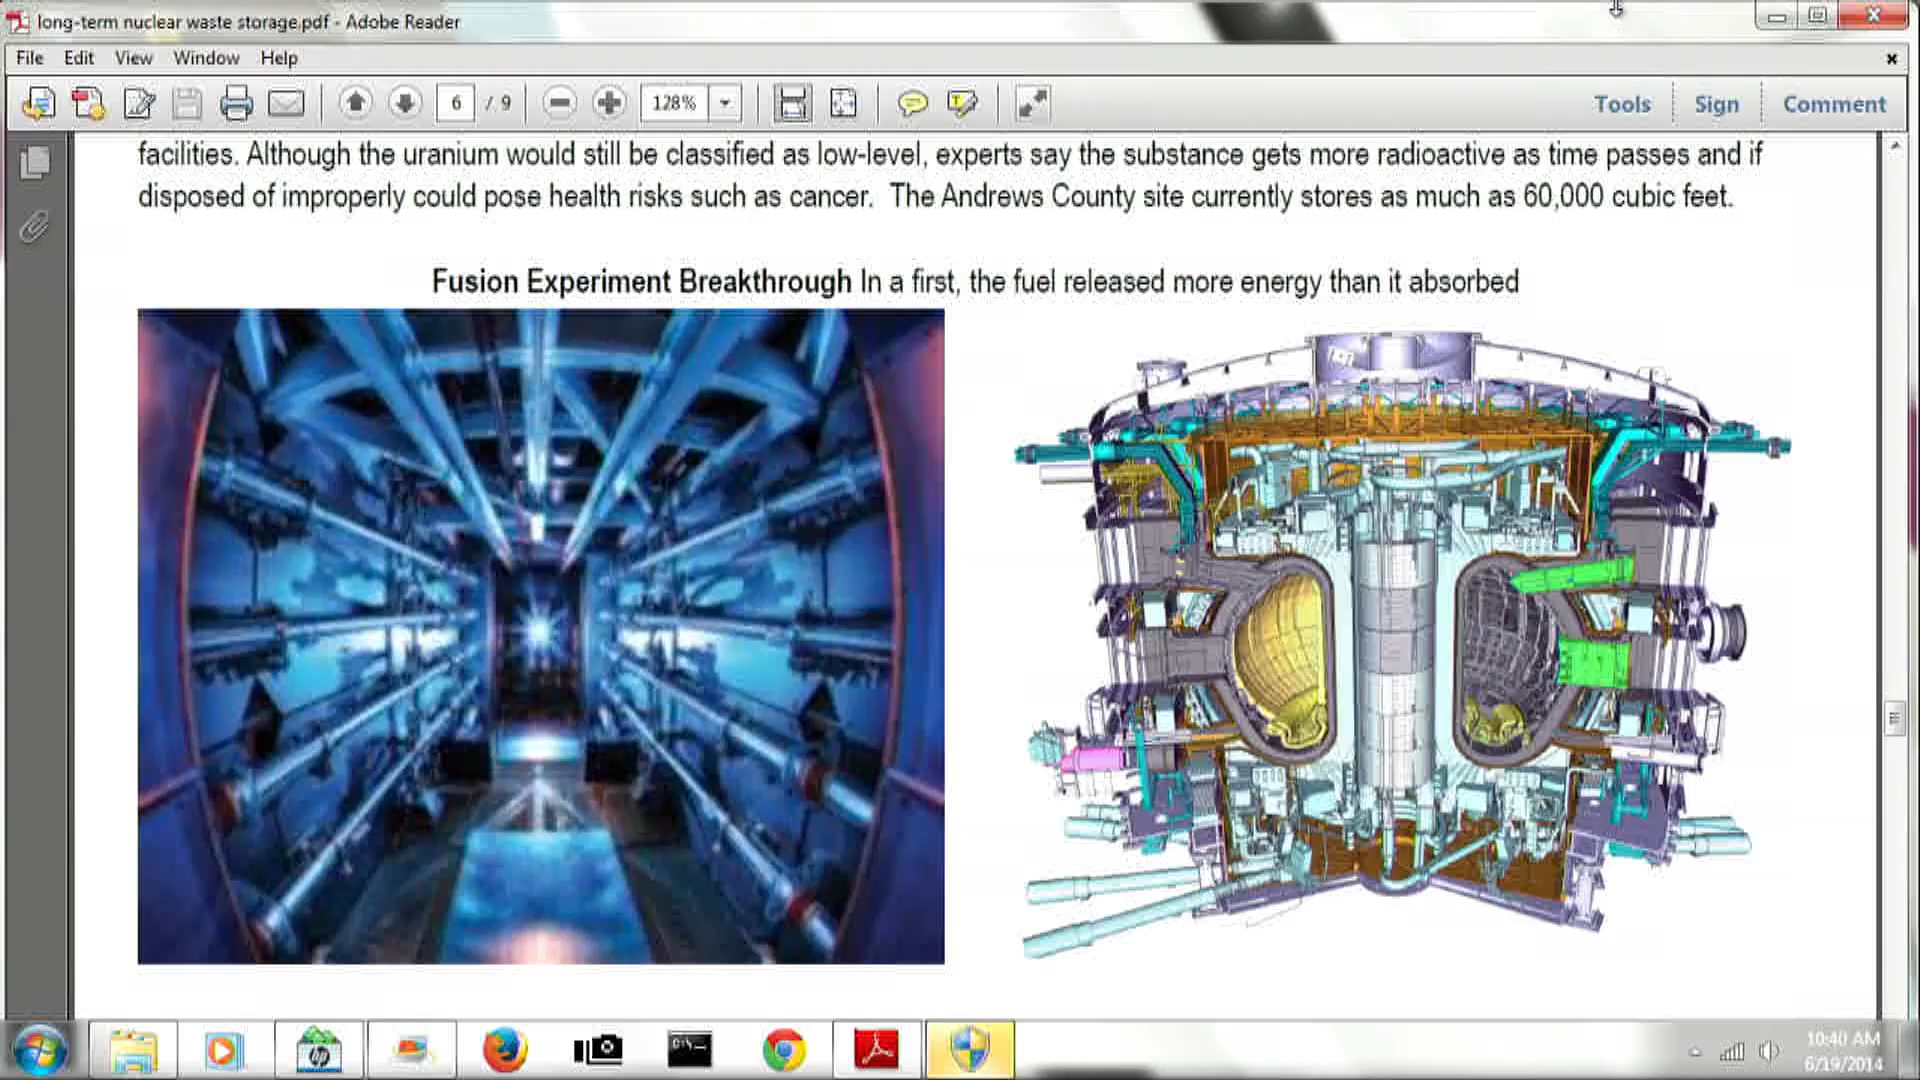 long-term nuclear waste storage.pdf - Adobe Reader
File Edit View Window Help
6 / 9 128% Tools Sign Comment
facilities. Although the uranium would still be classified as low-level, experts say the substance gets more radioactive as time passes and if
disposed of improperly could pose health risks such as cancer. The Andrews County site currently stores as much as 60,000 cubic feet.
Fusion Experiment Breakthrough In a first, the fuel released more energy than it absorbed
hp
10:40 AM
6/19/2014